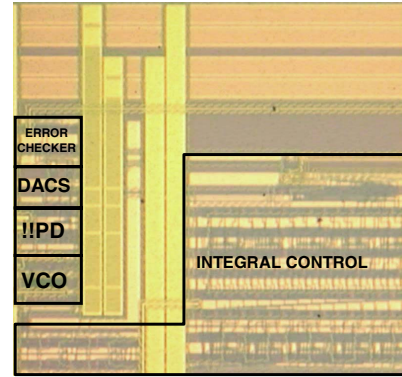 ERROR
CHECKER
DACS
!!PD
VCO
INTEGRAL CONTROL